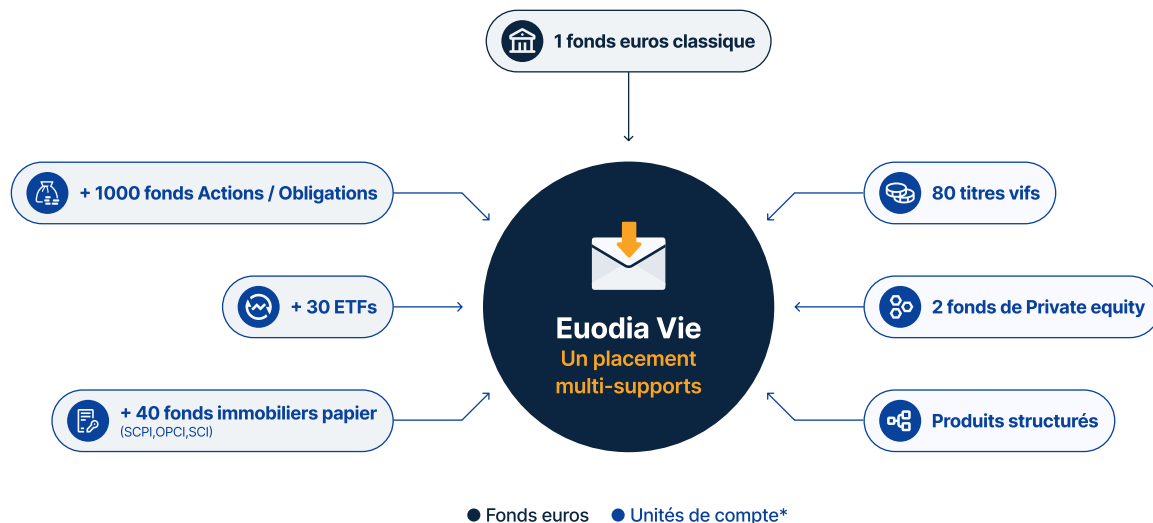 1 fonds euros classique
+ 1000 fonds Actions / Obligations
80 titres vifs
+ 30 ETFs
2 fonds de Private equity
Euodia Vie
Un placement
multi-supports
+ 40 fonds immobiliers papier
(SCPI,OPCI,SCI)
Produits structurés
Fonds euros
Unités de compte*